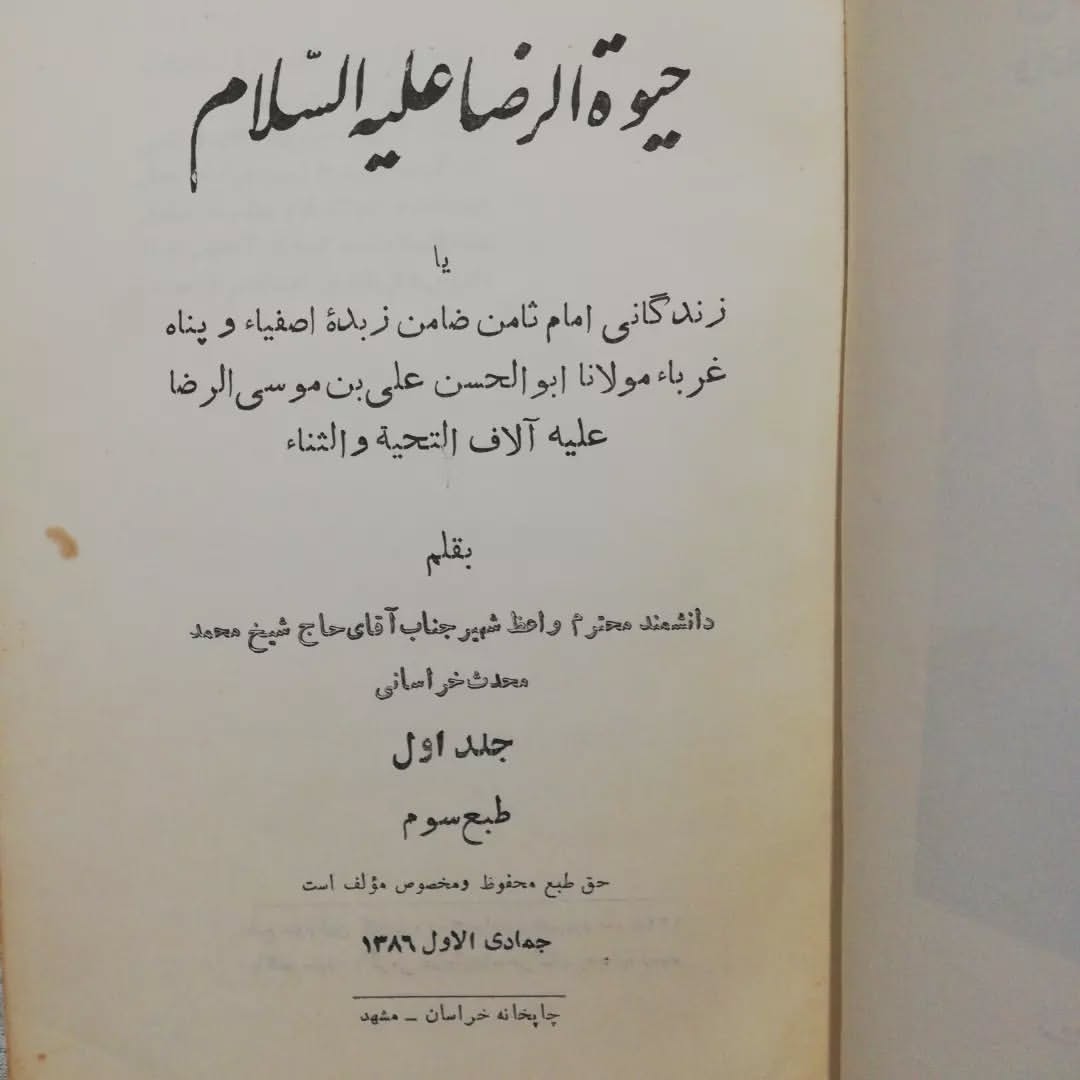 حیوة الرضا علیه السّلام
یا
زندگانی امام ثامن ضامن زبدهٔ اصفیاء و پناه
غرباء مولانا ابوالحسن علی بن موسی الرضا
علیه آلاف التحیة والثناء
بقلم
دانشمند محترم واعظ شهیر جناب آقای حاج شیخ محمد
محدث خراسانی
جلد اول
طبع سوم
حق طبع محفوظ ومخصوص مؤلف است
جمادی الاول ۱۳۸۶
چاپخانه خراسان ـ مشهد